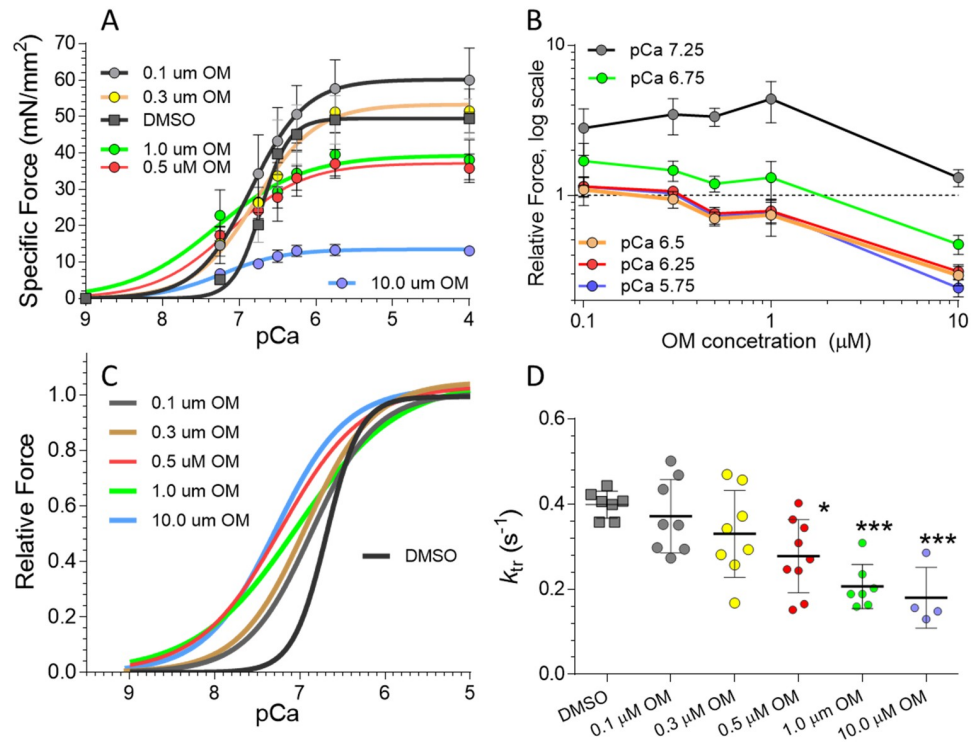 A
Specific Force (mN/mm²)
70
60
50
40
30
20
10
0
0.1 um OM
0.3 um OM
DMSO
1.0 um OM
0.5 uM OM
10.0 um OM
9 8 7 6 5 4
pCa
B
Relative Force, log scale
10
1
pCa 7.25
pCa 6.75
pCa 6.5
pCa 6.25
pCa 5.75
0.1 1 10
OM concetration (μM)
C
Relative Force
1.0
0.8
0.6
0.4
0.2
0.0
0.1 um OM
0.3 um OM
0.5 uM OM
1.0 um OM
10.0 um OM
DMSO
9 8 7 6 5
pCa
D
ktr (s-1)
0.6
0.4
0.2
0.0
*
***
***
DMSO
0.1 μM OM
0.3 μM OM
0.5 μM OM
1.0 μm OM
10.0 μM OM